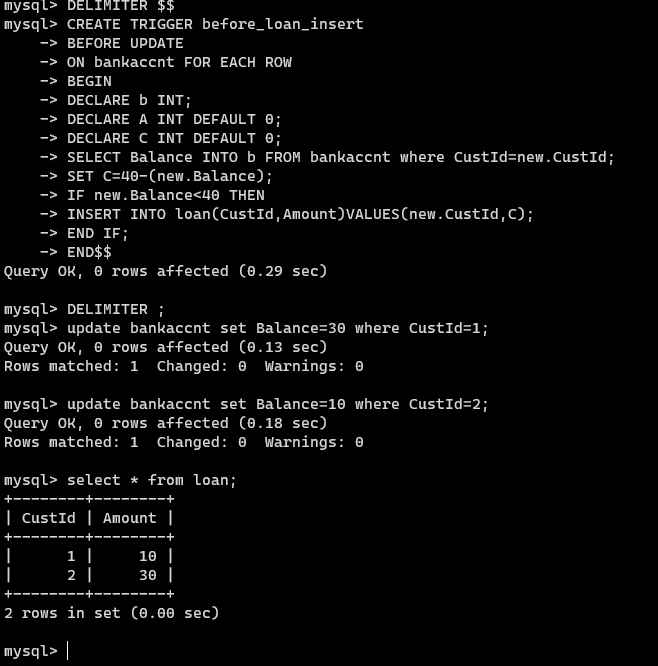 mysql> DELIMITER $$
mysql> CREATE TRIGGER before_loan_insert
    -> BEFORE UPDATE
    -> ON bankaccnt FOR EACH ROW
    -> BEGIN
    -> DECLARE b INT;
    -> DECLARE A INT DEFAULT 0;
    -> DECLARE C INT DEFAULT 0;
    -> SELECT Balance INTO b FROM bankaccnt where CustId=new.CustId;
    -> SET C=40-(new.Balance);
    -> IF new.Balance<40 THEN
    -> INSERT INTO loan(CustId,Amount)VALUES(new.CustId,C);
    -> END IF;
    -> END$$
Query OK, 0 rows affected (0.29 sec)

mysql> DELIMITER ;
mysql> update bankaccnt set Balance=30 where CustId=1;
Query OK, 0 rows affected (0.13 sec)
Rows matched: 1  Changed: 0  Warnings: 0

mysql> update bankaccnt set Balance=10 where CustId=2;
Query OK, 0 rows affected (0.18 sec)
Rows matched: 1  Changed: 0  Warnings: 0

mysql> select * from loan;
+--------+--------+
| CustId | Amount |
+--------+--------+
|      1 |     10 |
|      2 |     30 |
+--------+--------+
2 rows in set (0.00 sec)

mysql>